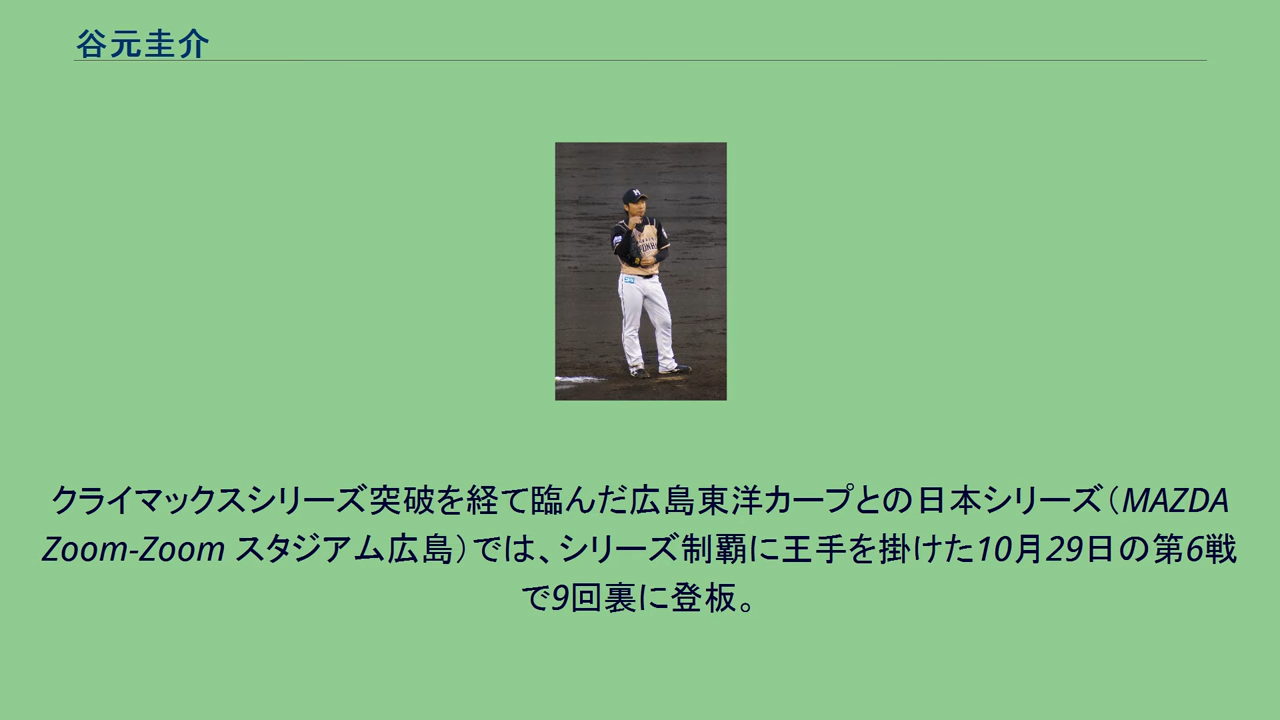 谷元圭介
クライマックスシリーズ突破を経て臨んだ広島東洋カープとの日本シリーズ（MAZDA
Zoom-Zoom スタジアム広島）では、シリーズ制覇に王手を掛けた10月29日の第6戦
で9回裏に登板。